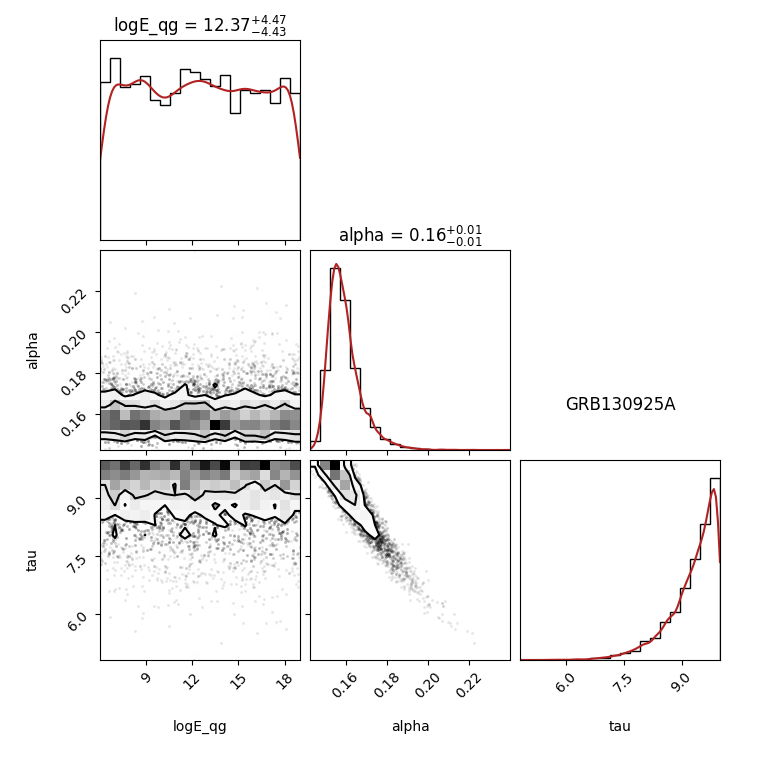 logE_qg = 12.37+4.47−4.43
alpha = 0.16+0.01−0.01
alpha
0.22
0.20
0.18
0.16
GRB130925A
tau
9.0
7.5
6.0
9 12 15 18
0.16 0.18 0.20 0.22
6.0 7.5 9.0
logE_qg alpha tau